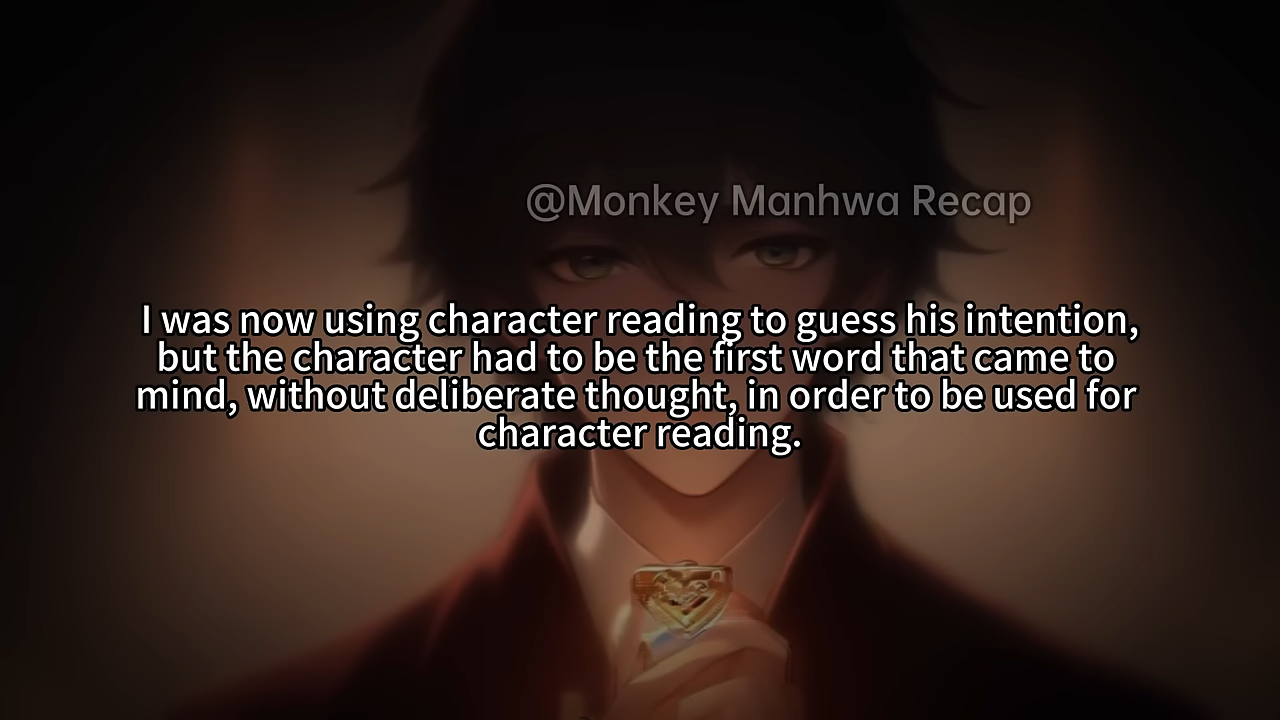 @Monkey Manhwa Recap
I was now using character reading to guess his intention,
but the character had to be the first word that came to
mind, without deliberate thought, in order to be used for
character reading.